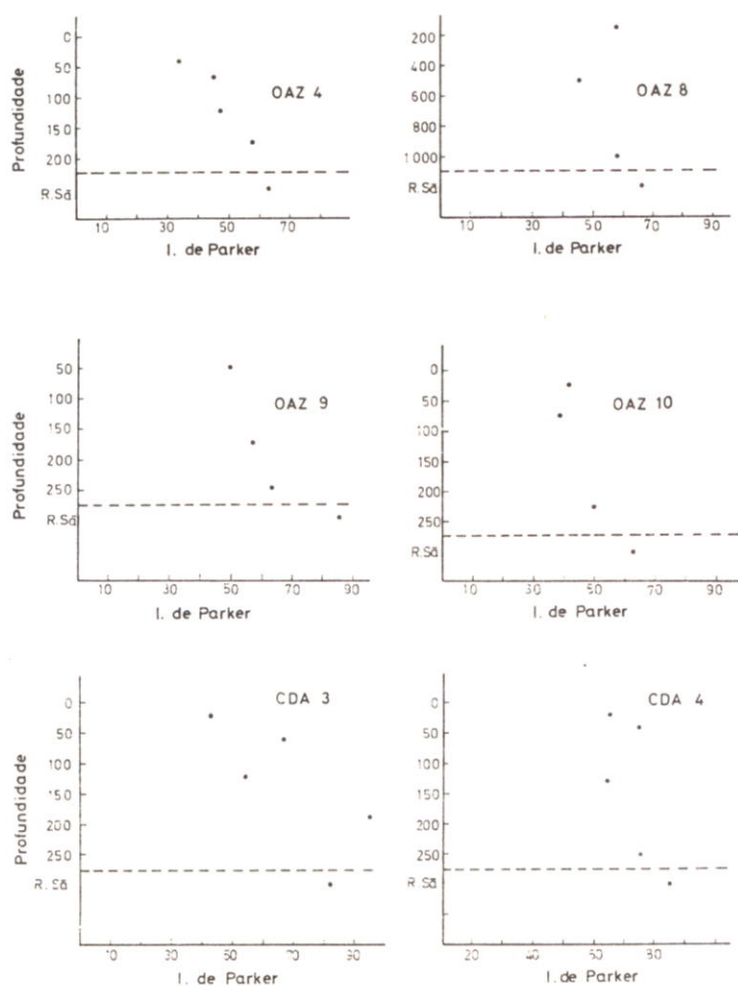 Profundidade
0
50
100
150
200
R.Sã
OAZ 4
10 30 50 70
I. de Parker
200
400
600
800
1000
R.Sã
OAZ 8
10 30 50 70 90
I. de Parker
Profundidade
50
100
150
200
250
R.Sã
OAZ 9
10 30 50 70 90
I. de Parker
0
50
100
150
200
250
R.Sã
OAZ 10
10 30 50 70 90
I. de Parker
Profundidade
0
50
100
150
200
250
R.Sã
CDA 3
10 30 50 70 90
I. de Parker
0
50
100
150
200
250
R.Sã
CDA 4
20 40 60 80
I. de Parker